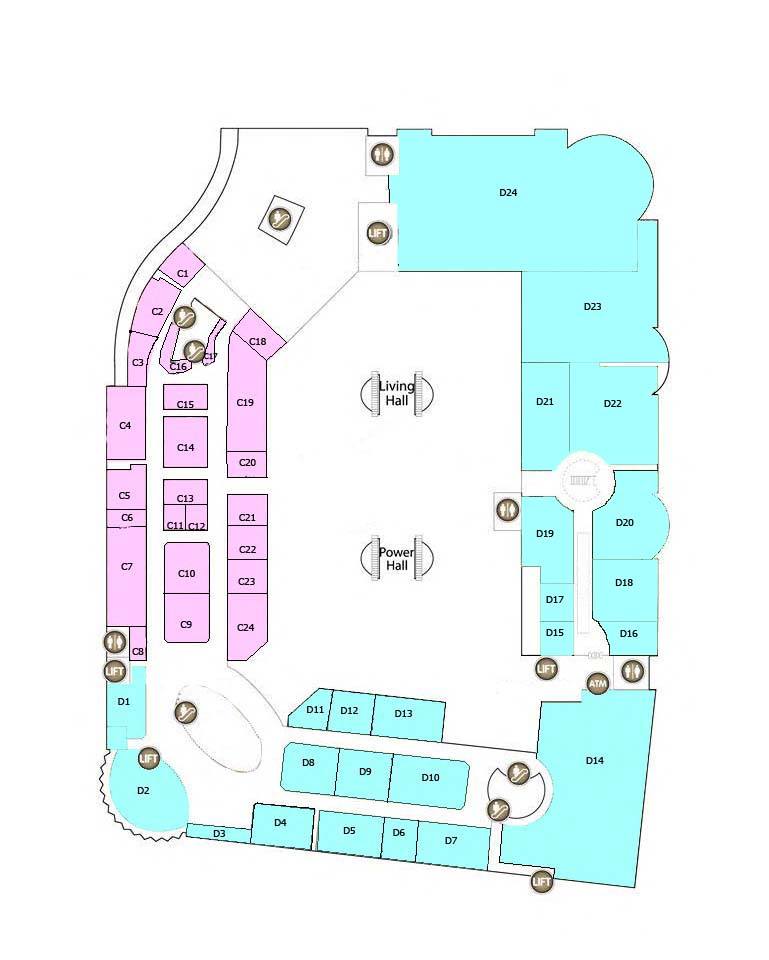 D24
LIFT
C1
D23
C2
C18
C17
C3
C16
Living
Hall
C15
C19
D21
D22
C4
C14
C20
C5
C13
C6
C11
C12
C21
D20
D19
C22
Power
Hall
C7
C10
C23
D18
D17
C9
C24
D15
D16
C8
LIFT
LIFT
ATM
D1
D11
D12
D13
LIFT
D8
D9
D10
D14
D2
D3
D4
D5
D6
D7
LIFT